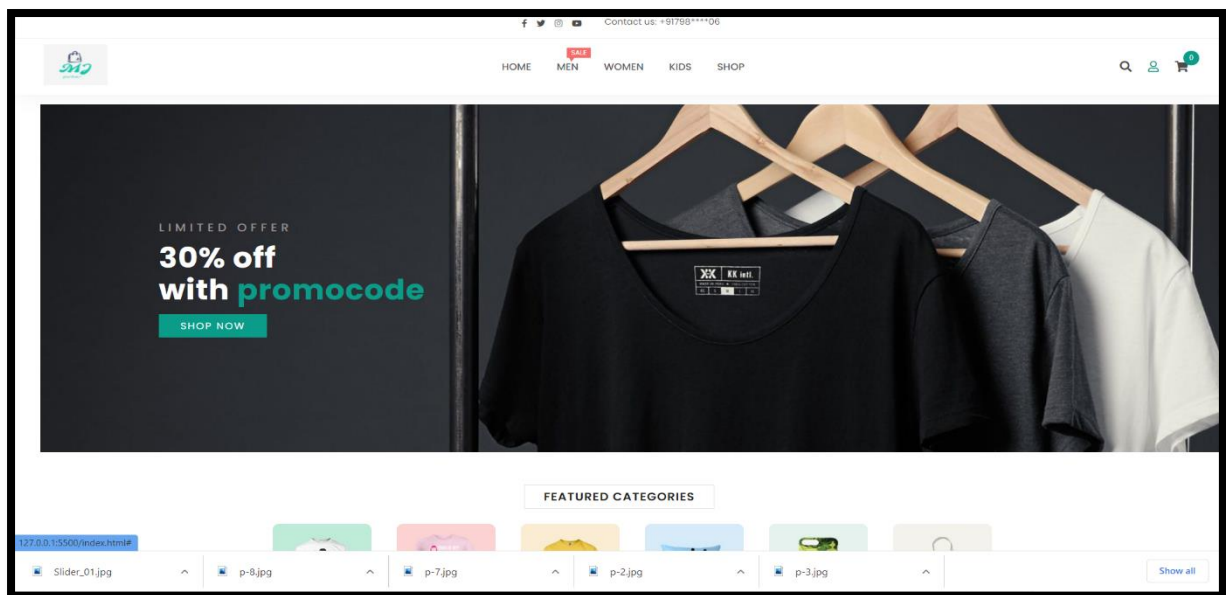 Contact us: +91798****06
SALE
HOME MEN WOMEN KIDS SHOP
0
LIMITED OFFER
30% off
with promocode
SHOP NOW
KK intl.
FEATURED CATEGORIES
127.0.0.1:5500/index.html#
Slider_01.jpg p-8.jpg p-7.jpg p-2.jpg p-3.jpg Show all